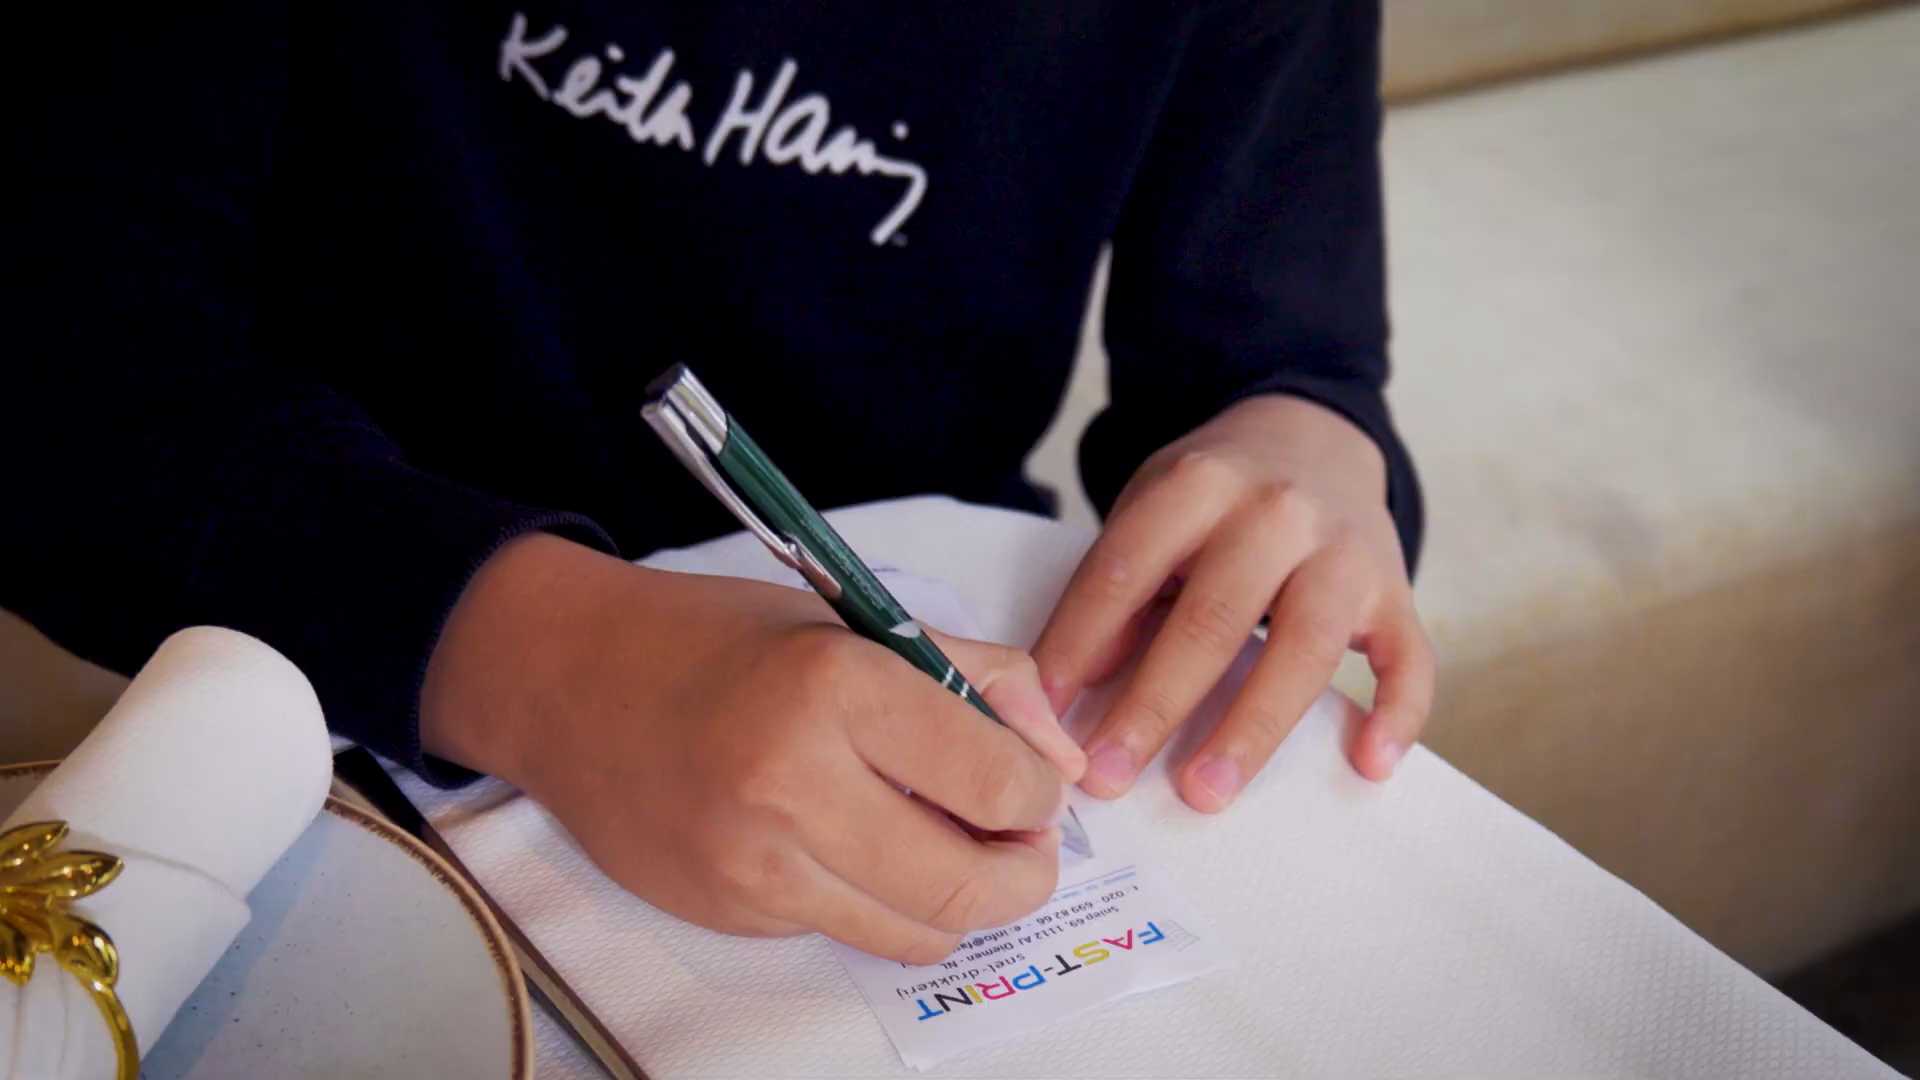 Keith Haring
FAST-PRINT
snel-drukkerij
Sniep 69, 1112 AJ Diemen - NL
t: 020 - 699 82 66 - e: info@fa